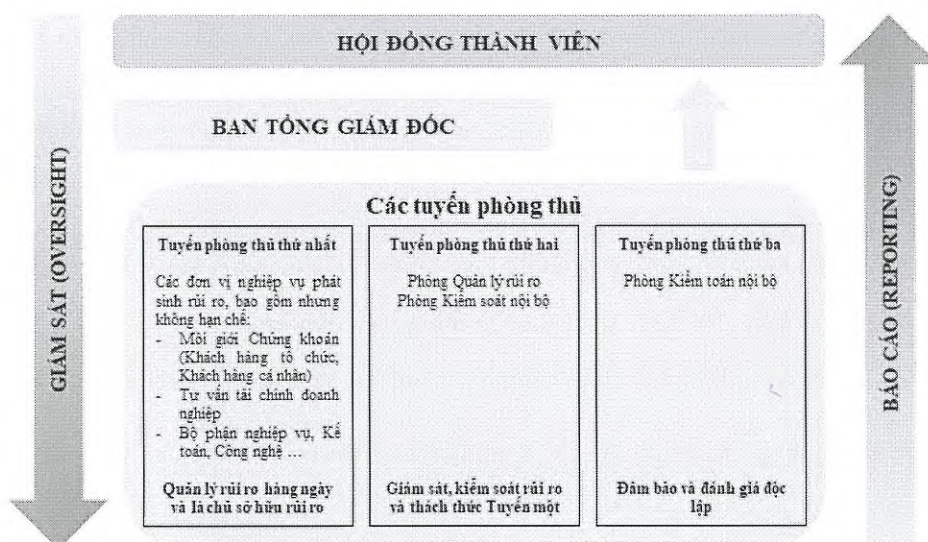 HỘI ĐỒNG THÀNH VIÊN
BAN TỔNG GIÁM ĐỐC
GIÁM SÁT (OVERSIGHT)
BÁO CÁO (REPORTING)
Các tuyến phòng thủ
Tuyến phòng thủ thứ nhất
Các đơn vị nghiệp vụ phát
sinh rủi ro, bao gồm nhưng
không hạn chế:
- Môi giới Chứng khoán
(Khách hàng tổ chức,
Khách hàng cá nhân)
- Tư vấn tài chính doanh
nghiệp
- Bộ phận nghiệp vụ, Kế
toán, Công nghệ ...
Quản lý rủi ro hàng ngày
và là chủ sở hữu rủi ro
Tuyến phòng thủ thứ hai
Phòng Quản lý rủi ro
Phòng Kiểm soát nội bộ
Giám sát, kiểm soát rủi ro
và thách thức Tuyến một
Tuyến phòng thủ thứ ba
Phòng Kiểm toán nội bộ
Đảm bảo và đánh giá độc
lập